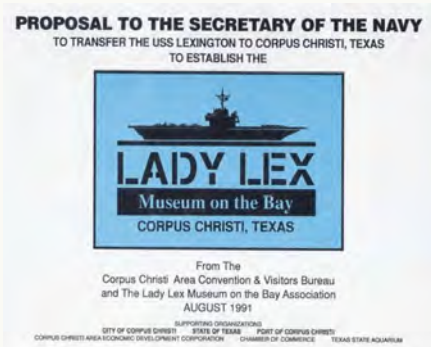 PROPOSAL TO THE SECRETARY OF THE NAVY
TO TRANSFER THE USS LEXINGTON TO CORPUS CHRISTI, TEXAS
TO ESTABLISH THE
LADY LEX
Museum on the Bay
CORPUS CHRISTI, TEXAS
From The
Corpus Christi Area Convention & Visitors Bureau
and The Lady Lex Museum on the Bay Association
AUGUST 1991
SUPPORTING ORGANIZATIONS
CITY OF CORPUS CHRISTI STATE OF TEXAS PORT OF CORPUS CHRISTI
CORPUS CHRISTI AREA ECONOMIC DEVELOPMENT CORPORATION CHAMBER OF COMMERCE TEXAS STATE AQUARIUM